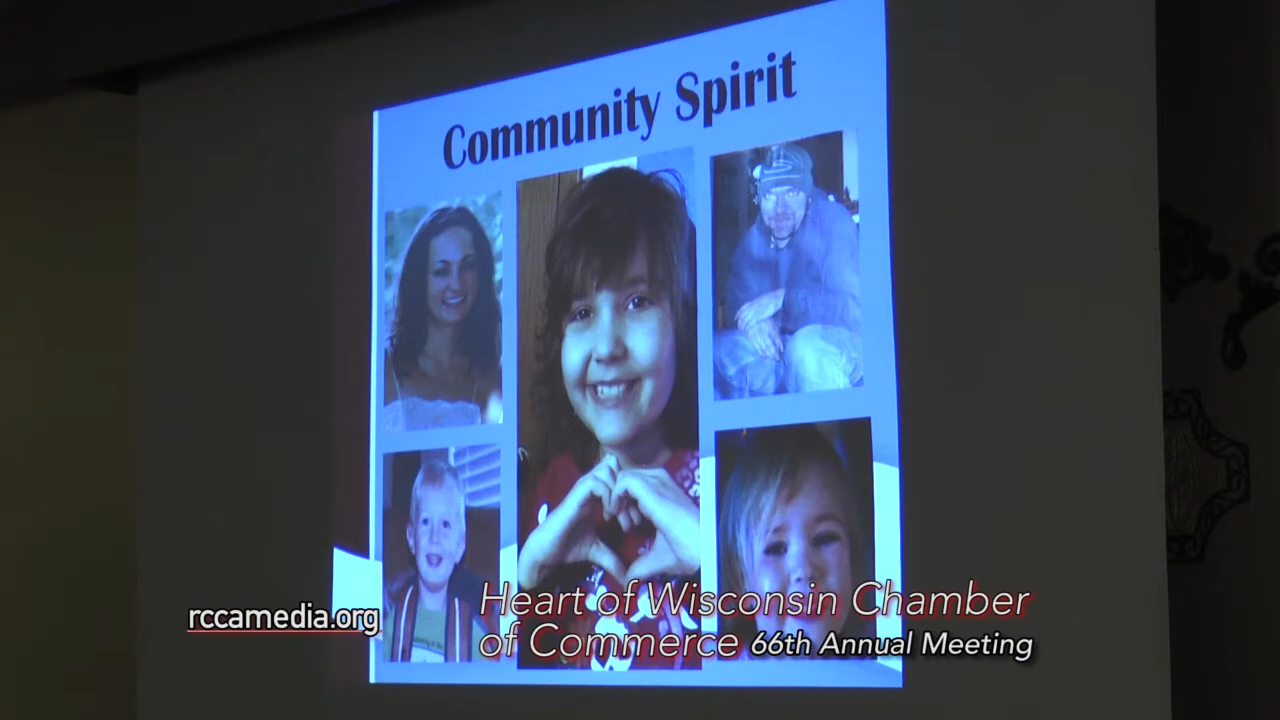 Community Spirit
rccamedia.org
Heart of Wisconsin Chamber
of Commerce 66th Annual Meeting